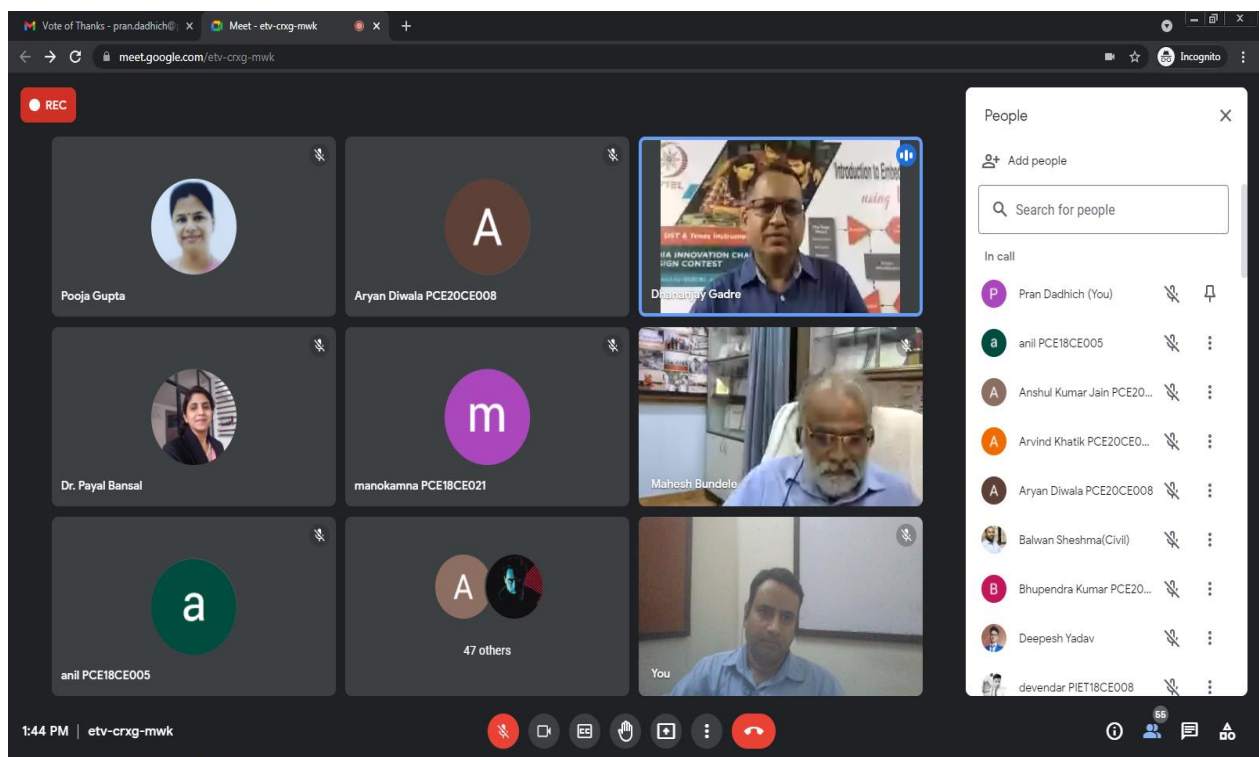 Vote of Thanks - pran.dadhich@
Meet - etv-crxg-mwk
Incognito
meet.google.com/etv-crxg-mwk
REC
Pooja Gupta
A
Aryan Diwala PCE20CE008
Introduction to Embe
using
DST & Texas Instrume
IA INNOVATION CHA
SIGN CONTEST
Dhananjay Gadre
Dr. Payal Bansal
m
manokamna PCE18CE021
Mahesh Bundele
a
anil PCE18CE005
A
47 others
You
People
Add people
Search for people
In call
P Pran Dadhich (You)
a anil PCE18CE005
A Anshul Kumar Jain PCE20...
A Arvind Khatik PCE20CE0...
A Aryan Diwala PCE20CE008
Balwan Sheshma(Civil)
B Bhupendra Kumar PCE20...
Deepesh Yadav
devendar PIET18CE008
1:44 PM | etv-crxg-mwk
55